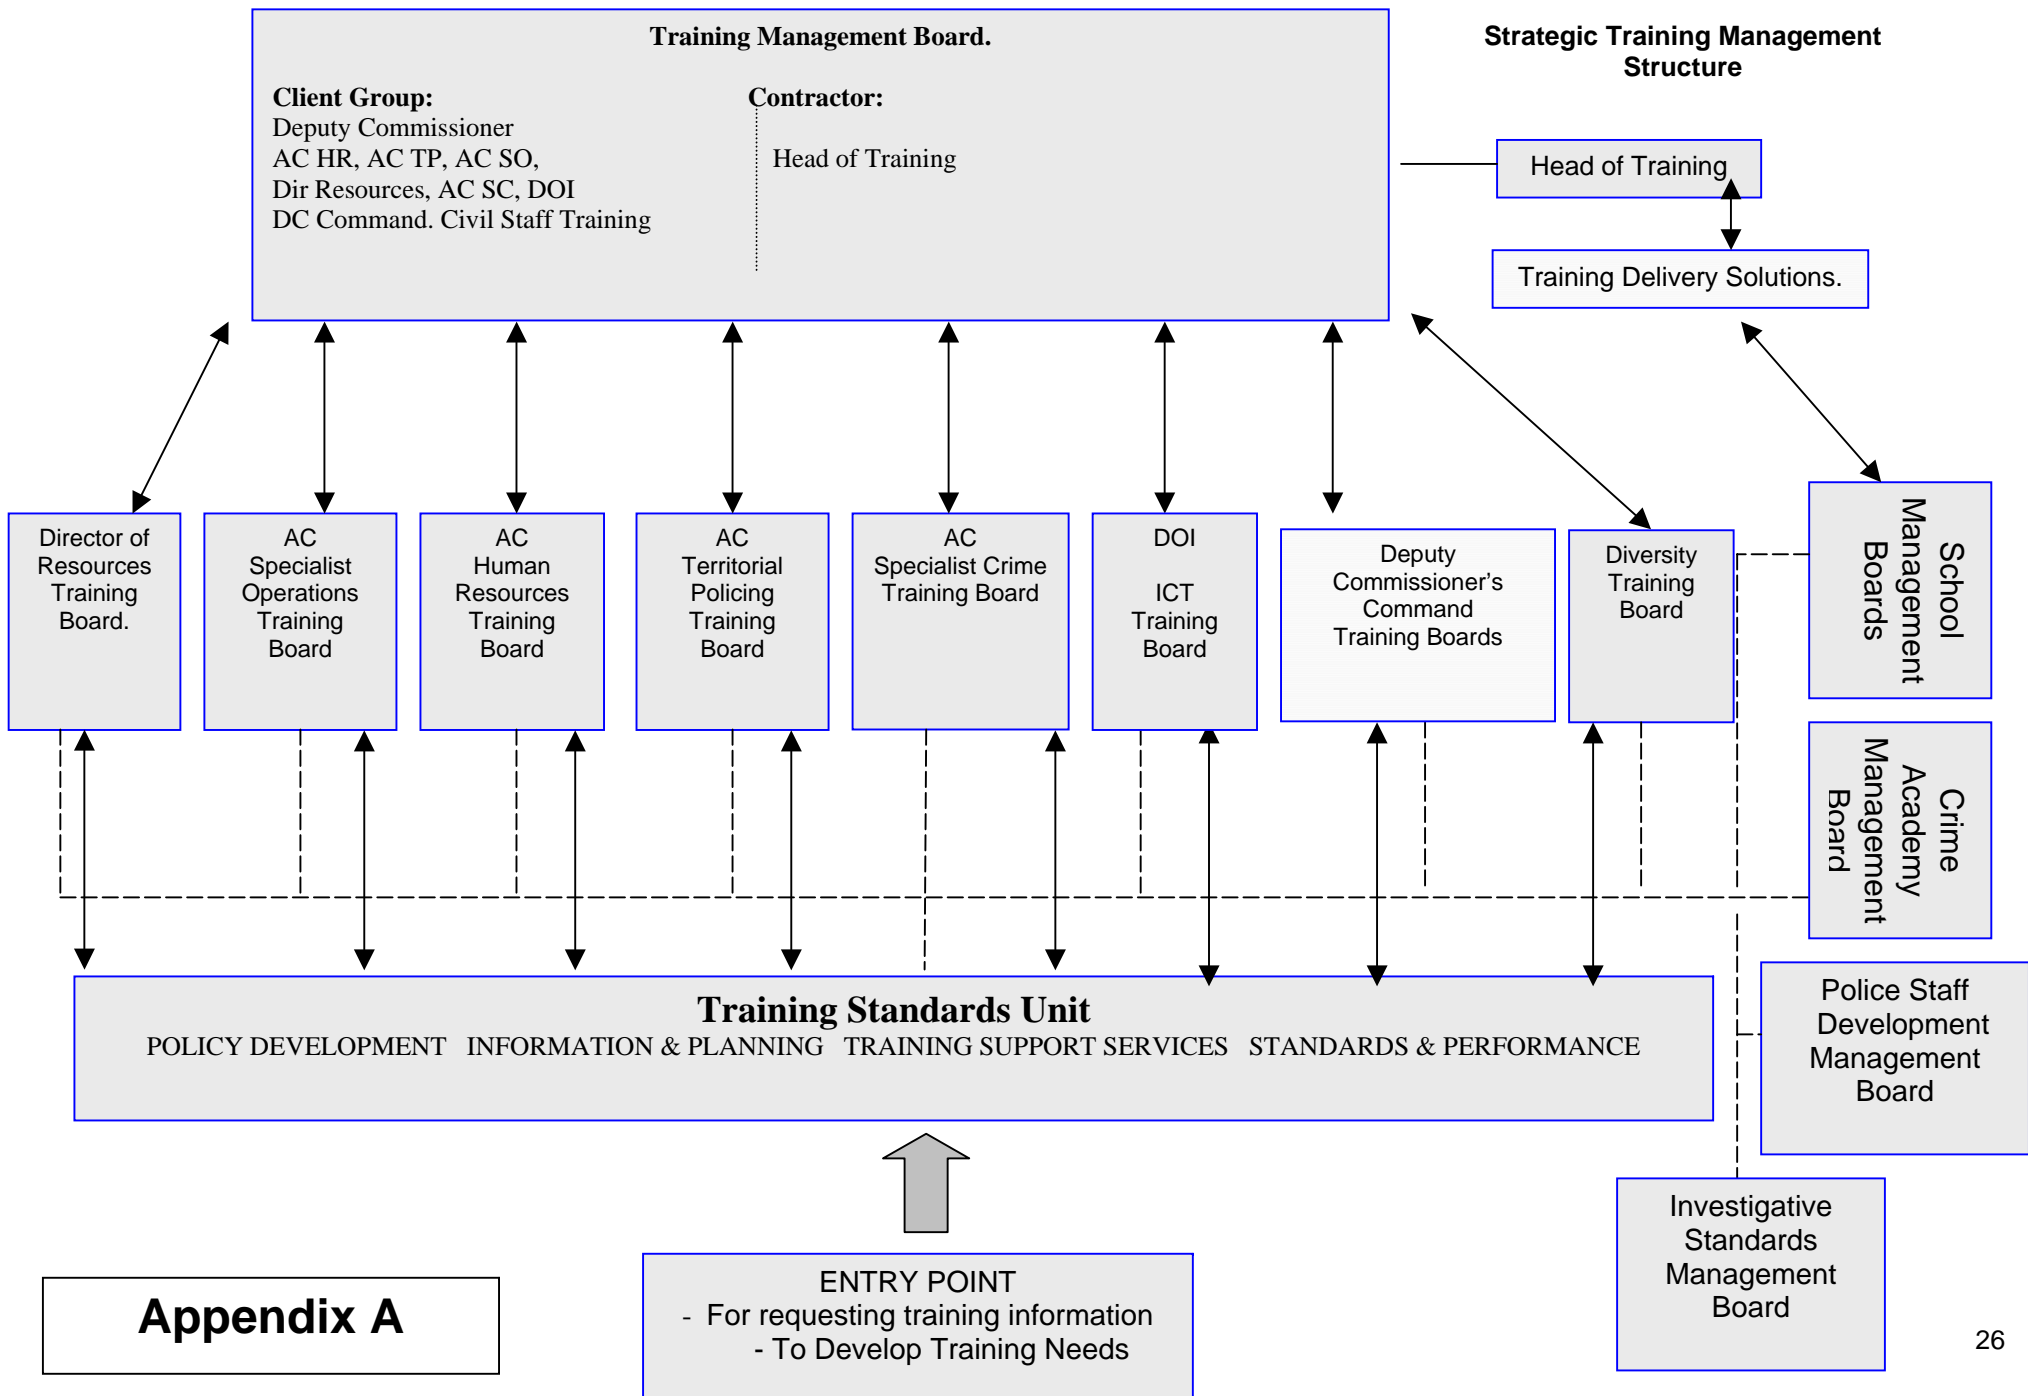 Training Management Board.
Client Group:
Deputy Commissioner
AC HR, AC TP, AC SO,
Dir Resources, AC SC, DOI
DC Command. Civil Staff Training
Contractor:
Head of Training
Strategic Training Management
Structure
Head of Training
Training Delivery Solutions.
Director of
Resources
Training
Board.
AC
Specialist
Operations
Training
Board
AC
Human
Resources
Training
Board
AC
Territorial
Policing
Training
Board
AC
Specialist Crime
Training Board
DOI
ICT
Training
Board
Deputy
Commissioner’s
Command
Training Boards
Diversity
Training
Board
School
Management
Boards
Crime
Academy
Management
Board
Training Standards Unit
POLICY DEVELOPMENT INFORMATION & PLANNING TRAINING SUPPORT SERVICES STANDARDS & PERFORMANCE
Police Staff
Development
Management
Board
Investigative
Standards
Management
Board
ENTRY POINT
- For requesting training information
- To Develop Training Needs
Appendix A
26